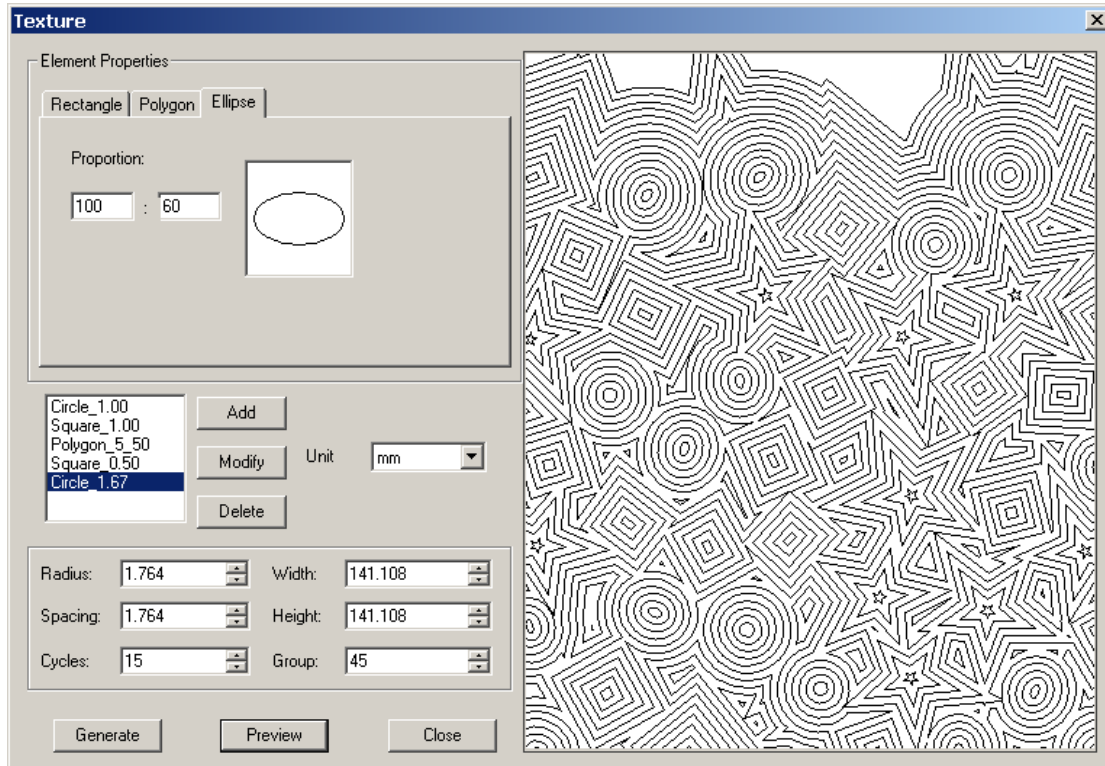 Texture
Element Properties
Rectangle Polygon Ellipse
Proportion:
100 : 60
Circle_1.00
Square_1.00
Polygon_5_50
Square_0.50
Circle_1.67
Add
Modify
Delete
Unit mm
Radius: 1.764 Width: 141.108
Spacing: 1.764 Height: 141.108
Cycles: 15 Group: 45
Generate Preview Close